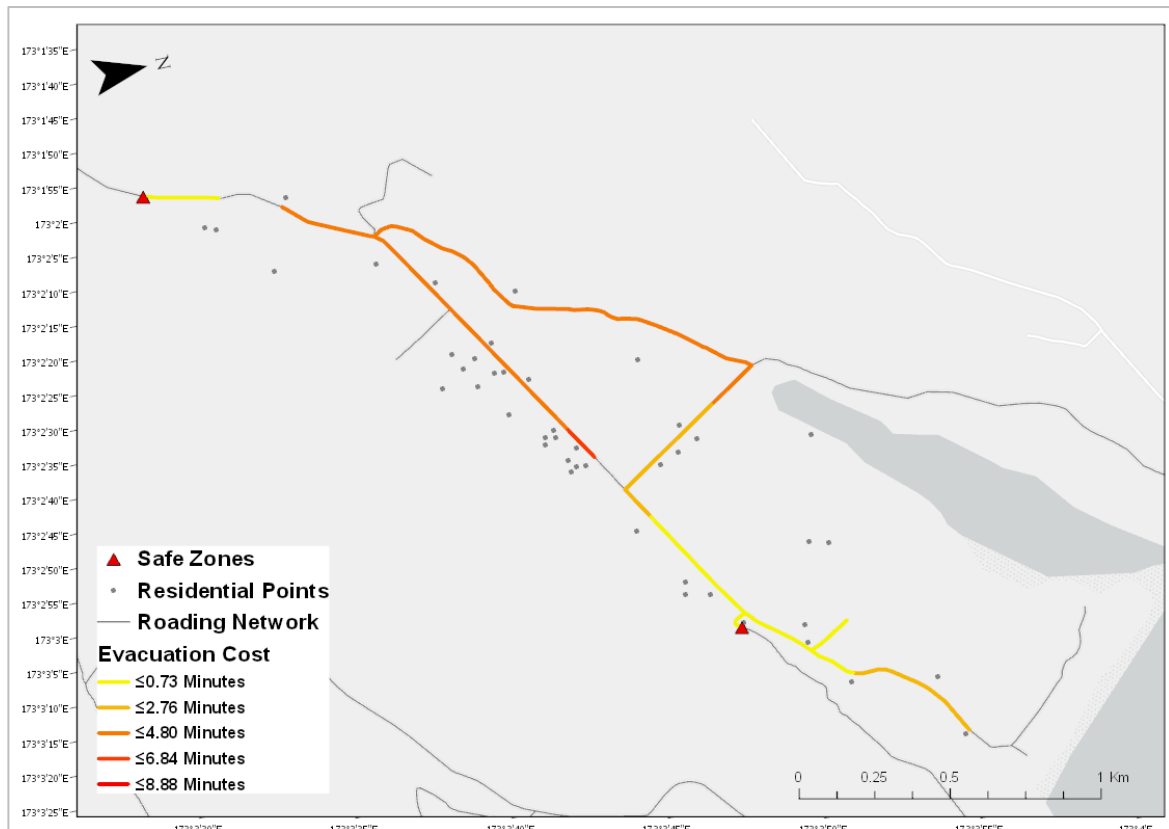 173°1'35"E
173°1'40"E
173°1'45"E
173°1'50"E
173°1'55"E
173°2'E
173°2'5"E
173°2'10"E
173°2'15"E
173°2'20"E
173°2'25"E
173°2'30"E
173°2'35"E
173°2'40"E
173°2'45"E
173°2'50"E
173°2'55"E
173°3'E
173°3'5"E
173°3'10"E
173°3'15"E
173°3'20"E
173°3'25"E
N
Safe Zones
Residential Points
Roading Network
Evacuation Cost
≤0.73 Minutes
≤2.76 Minutes
≤4.80 Minutes
≤6.84 Minutes
≤8.88 Minutes
0 0.25 0.5 1 Km